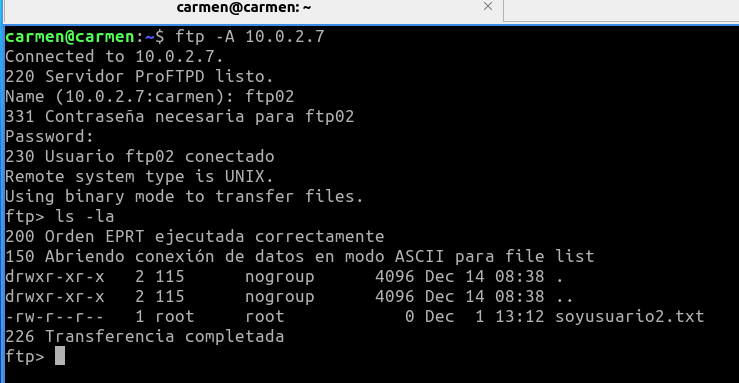 carmen@carmen: ~
carmen@carmen:~$ ftp -A 10.0.2.7
Connected to 10.0.2.7.
220 Servidor ProFTPD listo.
Name (10.0.2.7:carmen): ftp02
331 Contraseña necesaria para ftp02
Password:
230 Usuario ftp02 conectado
Remote system type is UNIX.
Using binary mode to transfer files.
ftp> ls -la
200 Orden EPRT ejecutada correctamente
150 Abriendo conexión de datos en modo ASCII para file list
drwxr-xr-x   2 115      nogroup      4096 Dec 14 08:38 .
drwxr-xr-x   2 115      nogroup      4096 Dec 14 08:38 ..
-rw-r--r--   1 root     root            0 Dec  1 13:12 soyusuario2.txt
226 Transferencia completada
ftp>